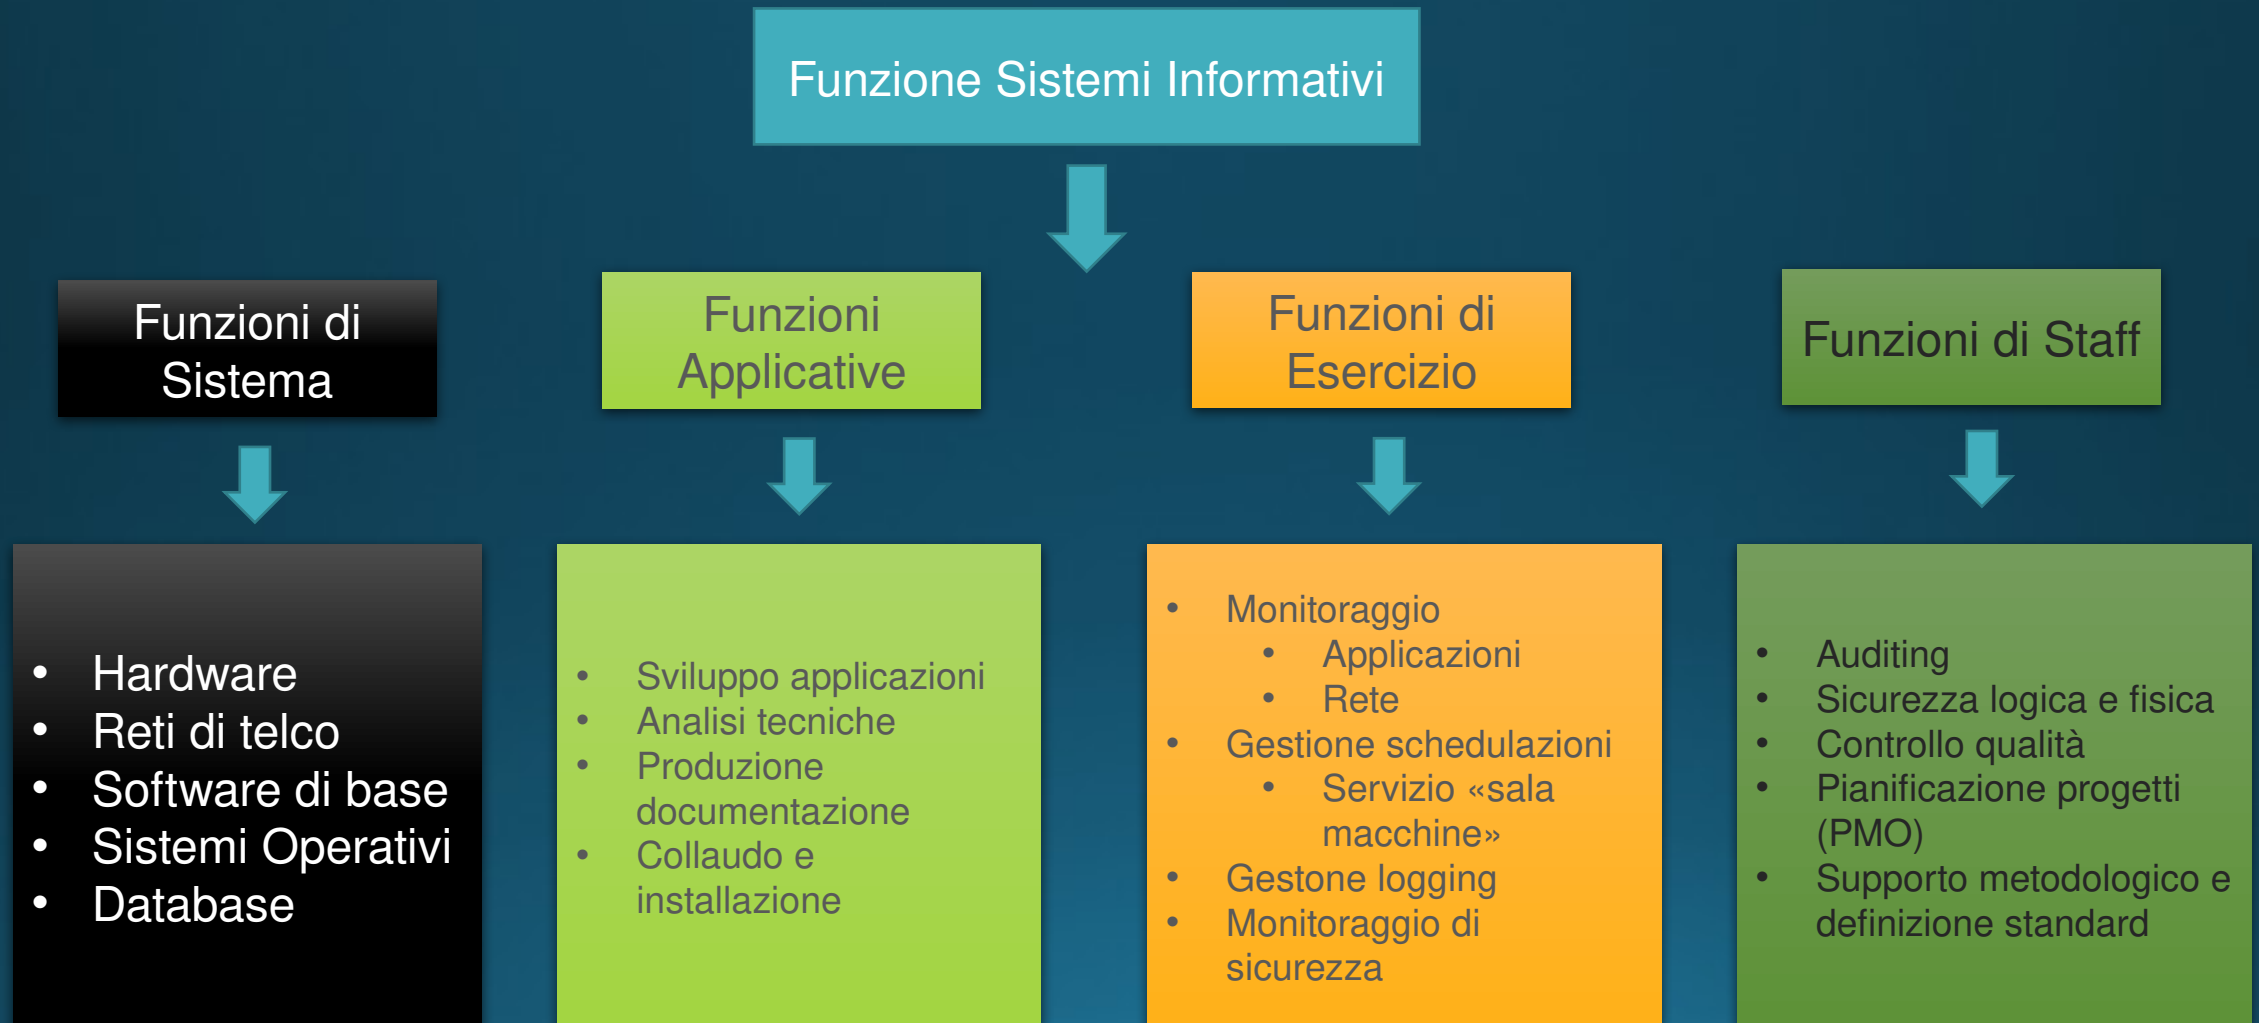 Funzione Sistemi Informativi
Funzioni di
Sistema
Funzioni
Applicative
Funzioni di
Esercizio
Funzioni di Staff
• Hardware
• Reti di telco
• Software di base
• Sistemi Operativi
• Database
• Sviluppo applicazioni
• Analisi tecniche
• Produzione
documentazione
• Collaudo e
installazione
• Monitoraggio
• Applicazioni
• Rete
• Gestione schedulazioni
• Servizio «sala
macchine»
• Gestone logging
• Monitoraggio di
sicurezza
• Auditing
• Sicurezza logica e fisica
• Controllo qualità
• Pianificazione progetti
(PMO)
• Supporto metodologico e
definizione standard